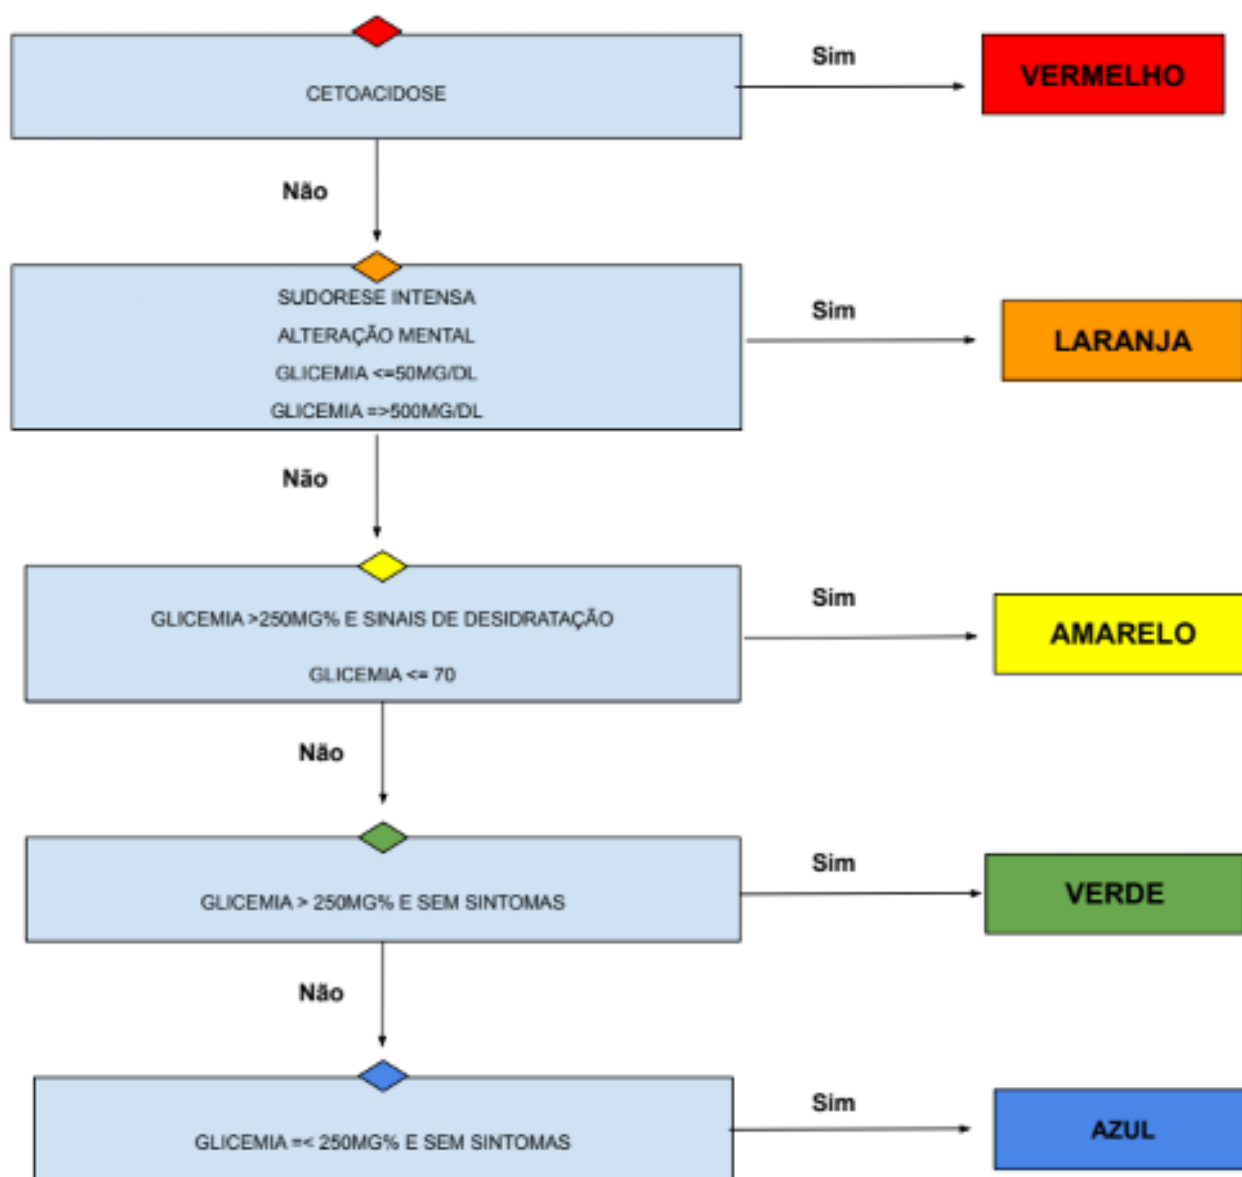 CETOACIDOSE
Sim
VERMELHO
Não
SUDORESE INTENSA
ALTERAÇÃO MENTAL
GLICEMIA <=50MG/DL
GLICEMIA =>500MG/DL
Sim
LARANJA
Não
GLICEMIA >250MG% E SINAIS DE DESIDRATAÇÃO
GLICEMIA <= 70
Sim
AMARELO
Não
GLICEMIA > 250MG% E SEM SINTOMAS
Sim
VERDE
Não
GLICEMIA =< 250MG% E SEM SINTOMAS
Sim
AZUL